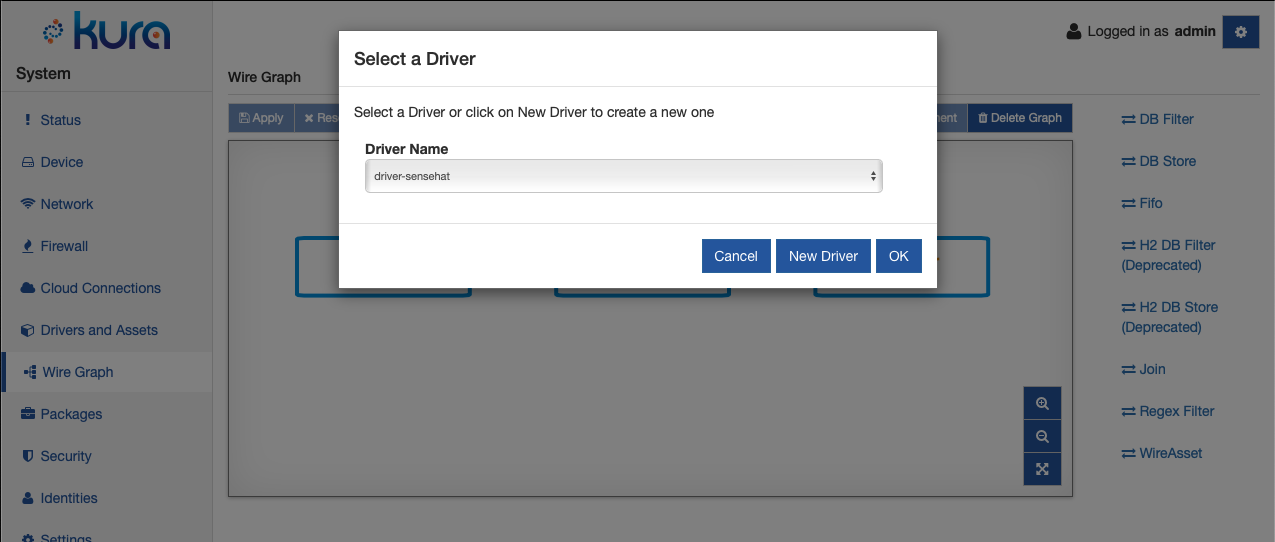 kura
System
Status
Device
Network
Firewall
Cloud Connections
Drivers and Assets
Wire Graph
Packages
Security
Identities
Settings
Logged in as admin
Wire Graph
Apply
Delete Graph
Select a Driver
Select a Driver or click on New Driver to create a new one
Driver Name
driver-sensehat
Cancel
New Driver
OK
DB Filter
DB Store
Fifo
H2 DB Filter
(Deprecated)
H2 DB Store
(Deprecated)
Join
Regex Filter
WireAsset